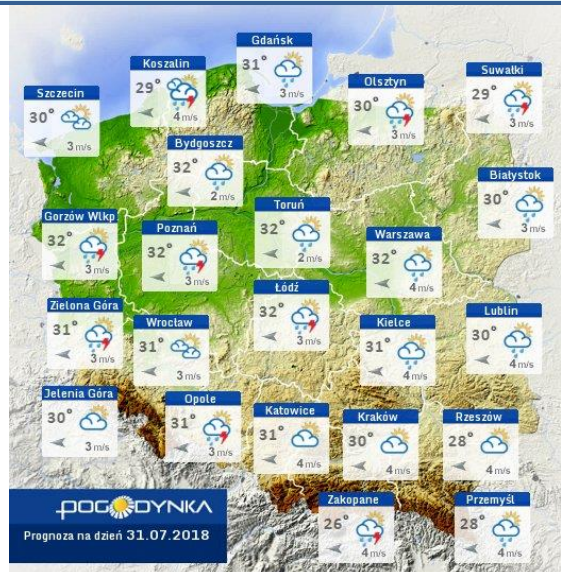 Gdańsk
31°
3 m/s
Koszalin
29°
4 m/s
Suwałki
29°
3 m/s
Olsztyn
30°
3 m/s
Szczecin
30°
3 m/s
Bydgoszcz
32°
2 m/s
Białystok
30°
3 m/s
Toruń
32°
2 m/s
Gorzów Wlkp
32°
3 m/s
Poznań
32°
3 m/s
Warszawa
32°
4 m/s
Łódź
32°
3 m/s
Zielona Góra
31°
3 m/s
Wrocław
31°
3 m/s
Kielce
31°
4 m/s
Lublin
30°
4 m/s
Jelenia Góra
30°
3 m/s
Opole
31°
3 m/s
Katowice
31°
4 m/s
Kraków
30°
4 m/s
Rzeszów
28°
4 m/s
Zakopane
26°
4 m/s
Przemyśl
28°
4 m/s
POGODYNKA
Prognoza na dzień 31.07.2018